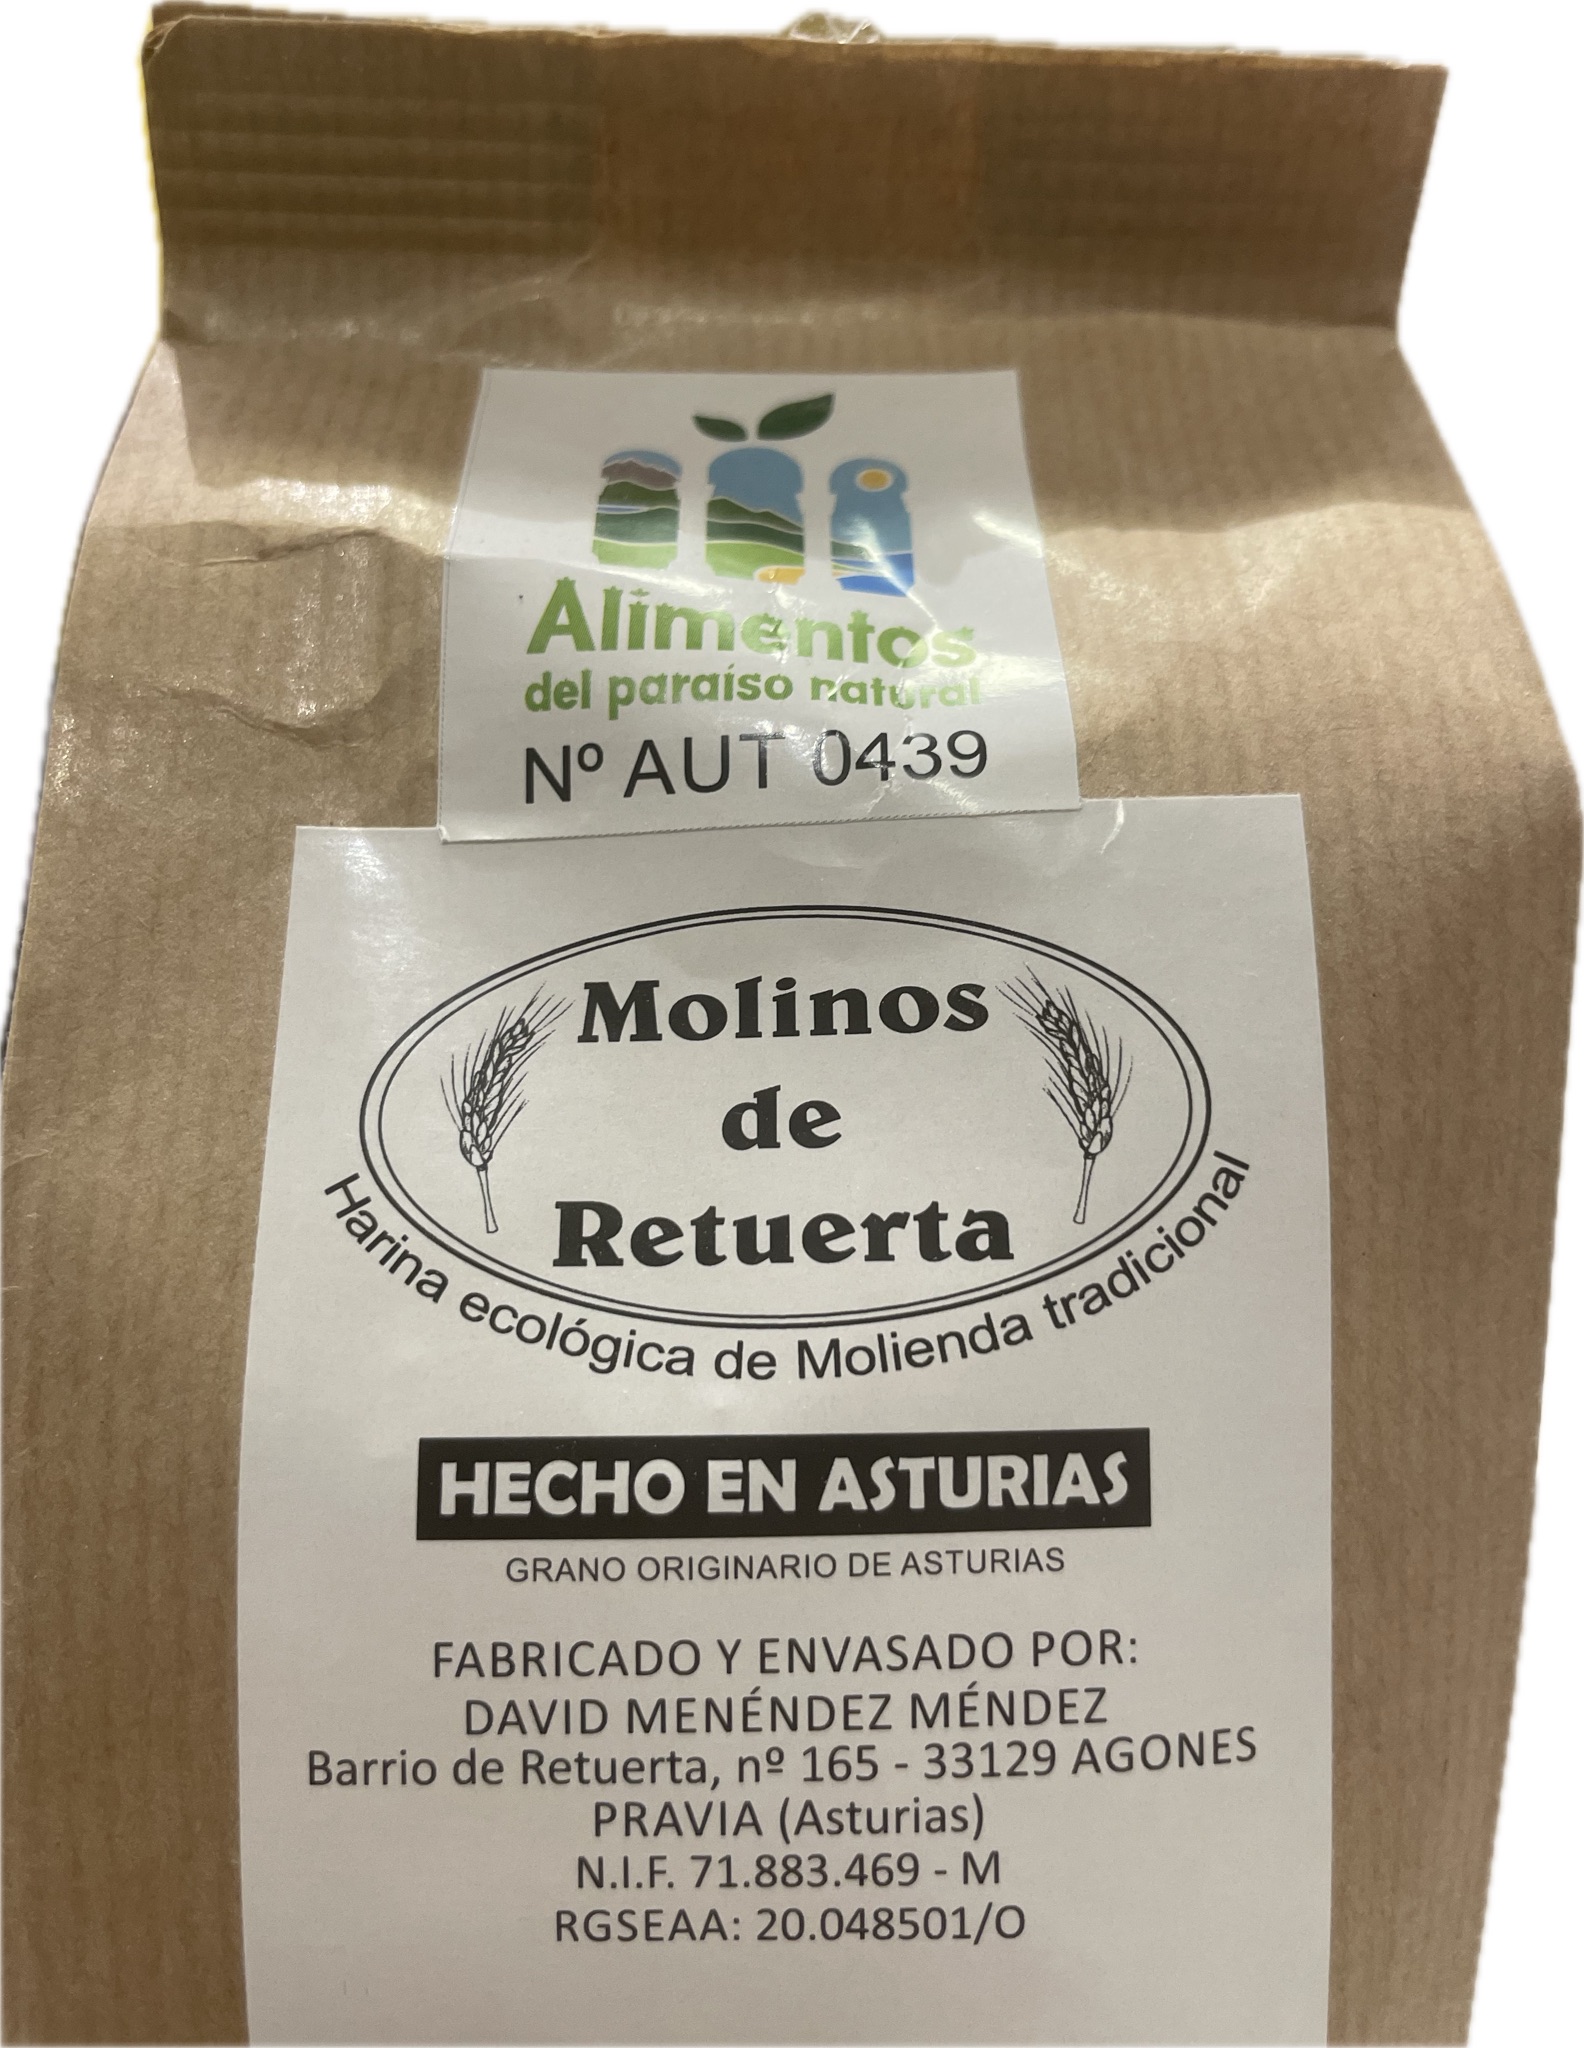 Alimentos
del paraíso natural
Nº AUT 0439
Molinos
de
Retuerta
Harina ecológica de Molienda tradicional
HECHO EN ASTURIAS
GRANO ORIGINARIO DE ASTURIAS
FABRICADO Y ENVASADO POR:
DAVID MENÉNDEZ MÉNDEZ
Barrio de Retuerta, nº 165 - 33129 AGONES
PRAVIA (Asturias)
N.I.F. 71.883.469 - M
RGSEAA: 20.048501/O